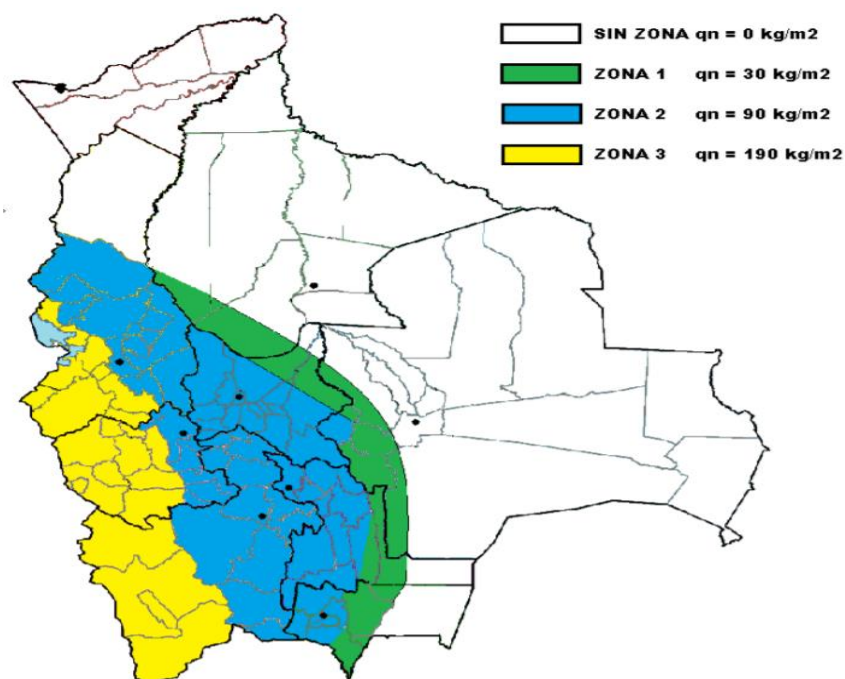 SIN ZONA qn = 0 kg/m2
ZONA 1 qn = 30 kg/m2
ZONA 2 qn = 90 kg/m2
ZONA 3 qn = 190 kg/m2